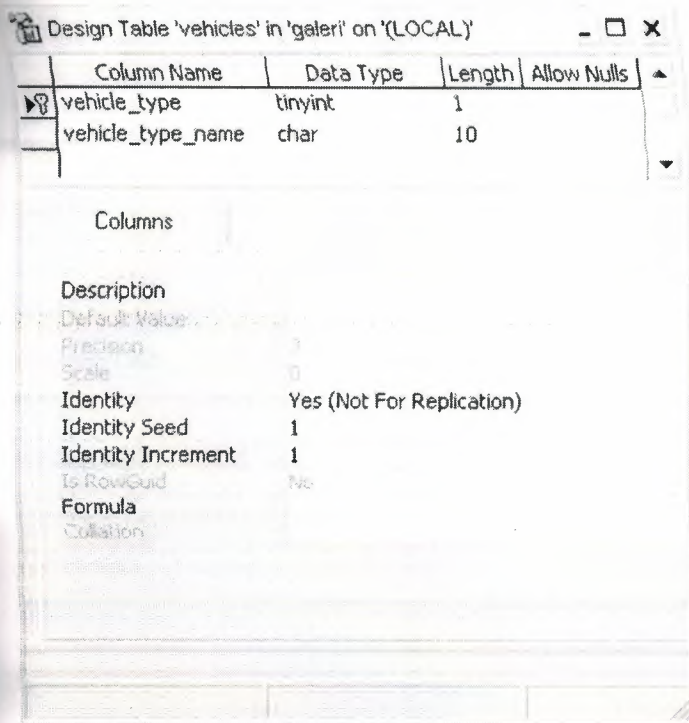 Design Table 'vehicles' in 'galeri' on '(LOCAL)'
Column Name Data Type Length Allow Nulls
vehicle_type tinyint 1
vehicle_type_name char 10
Columns
Description
Default Value
Precision 3
Scale 0
Identity Yes (Not For Replication)
Identity Seed 1
Identity Increment 1
Is RowGuid No
Formula
Collation